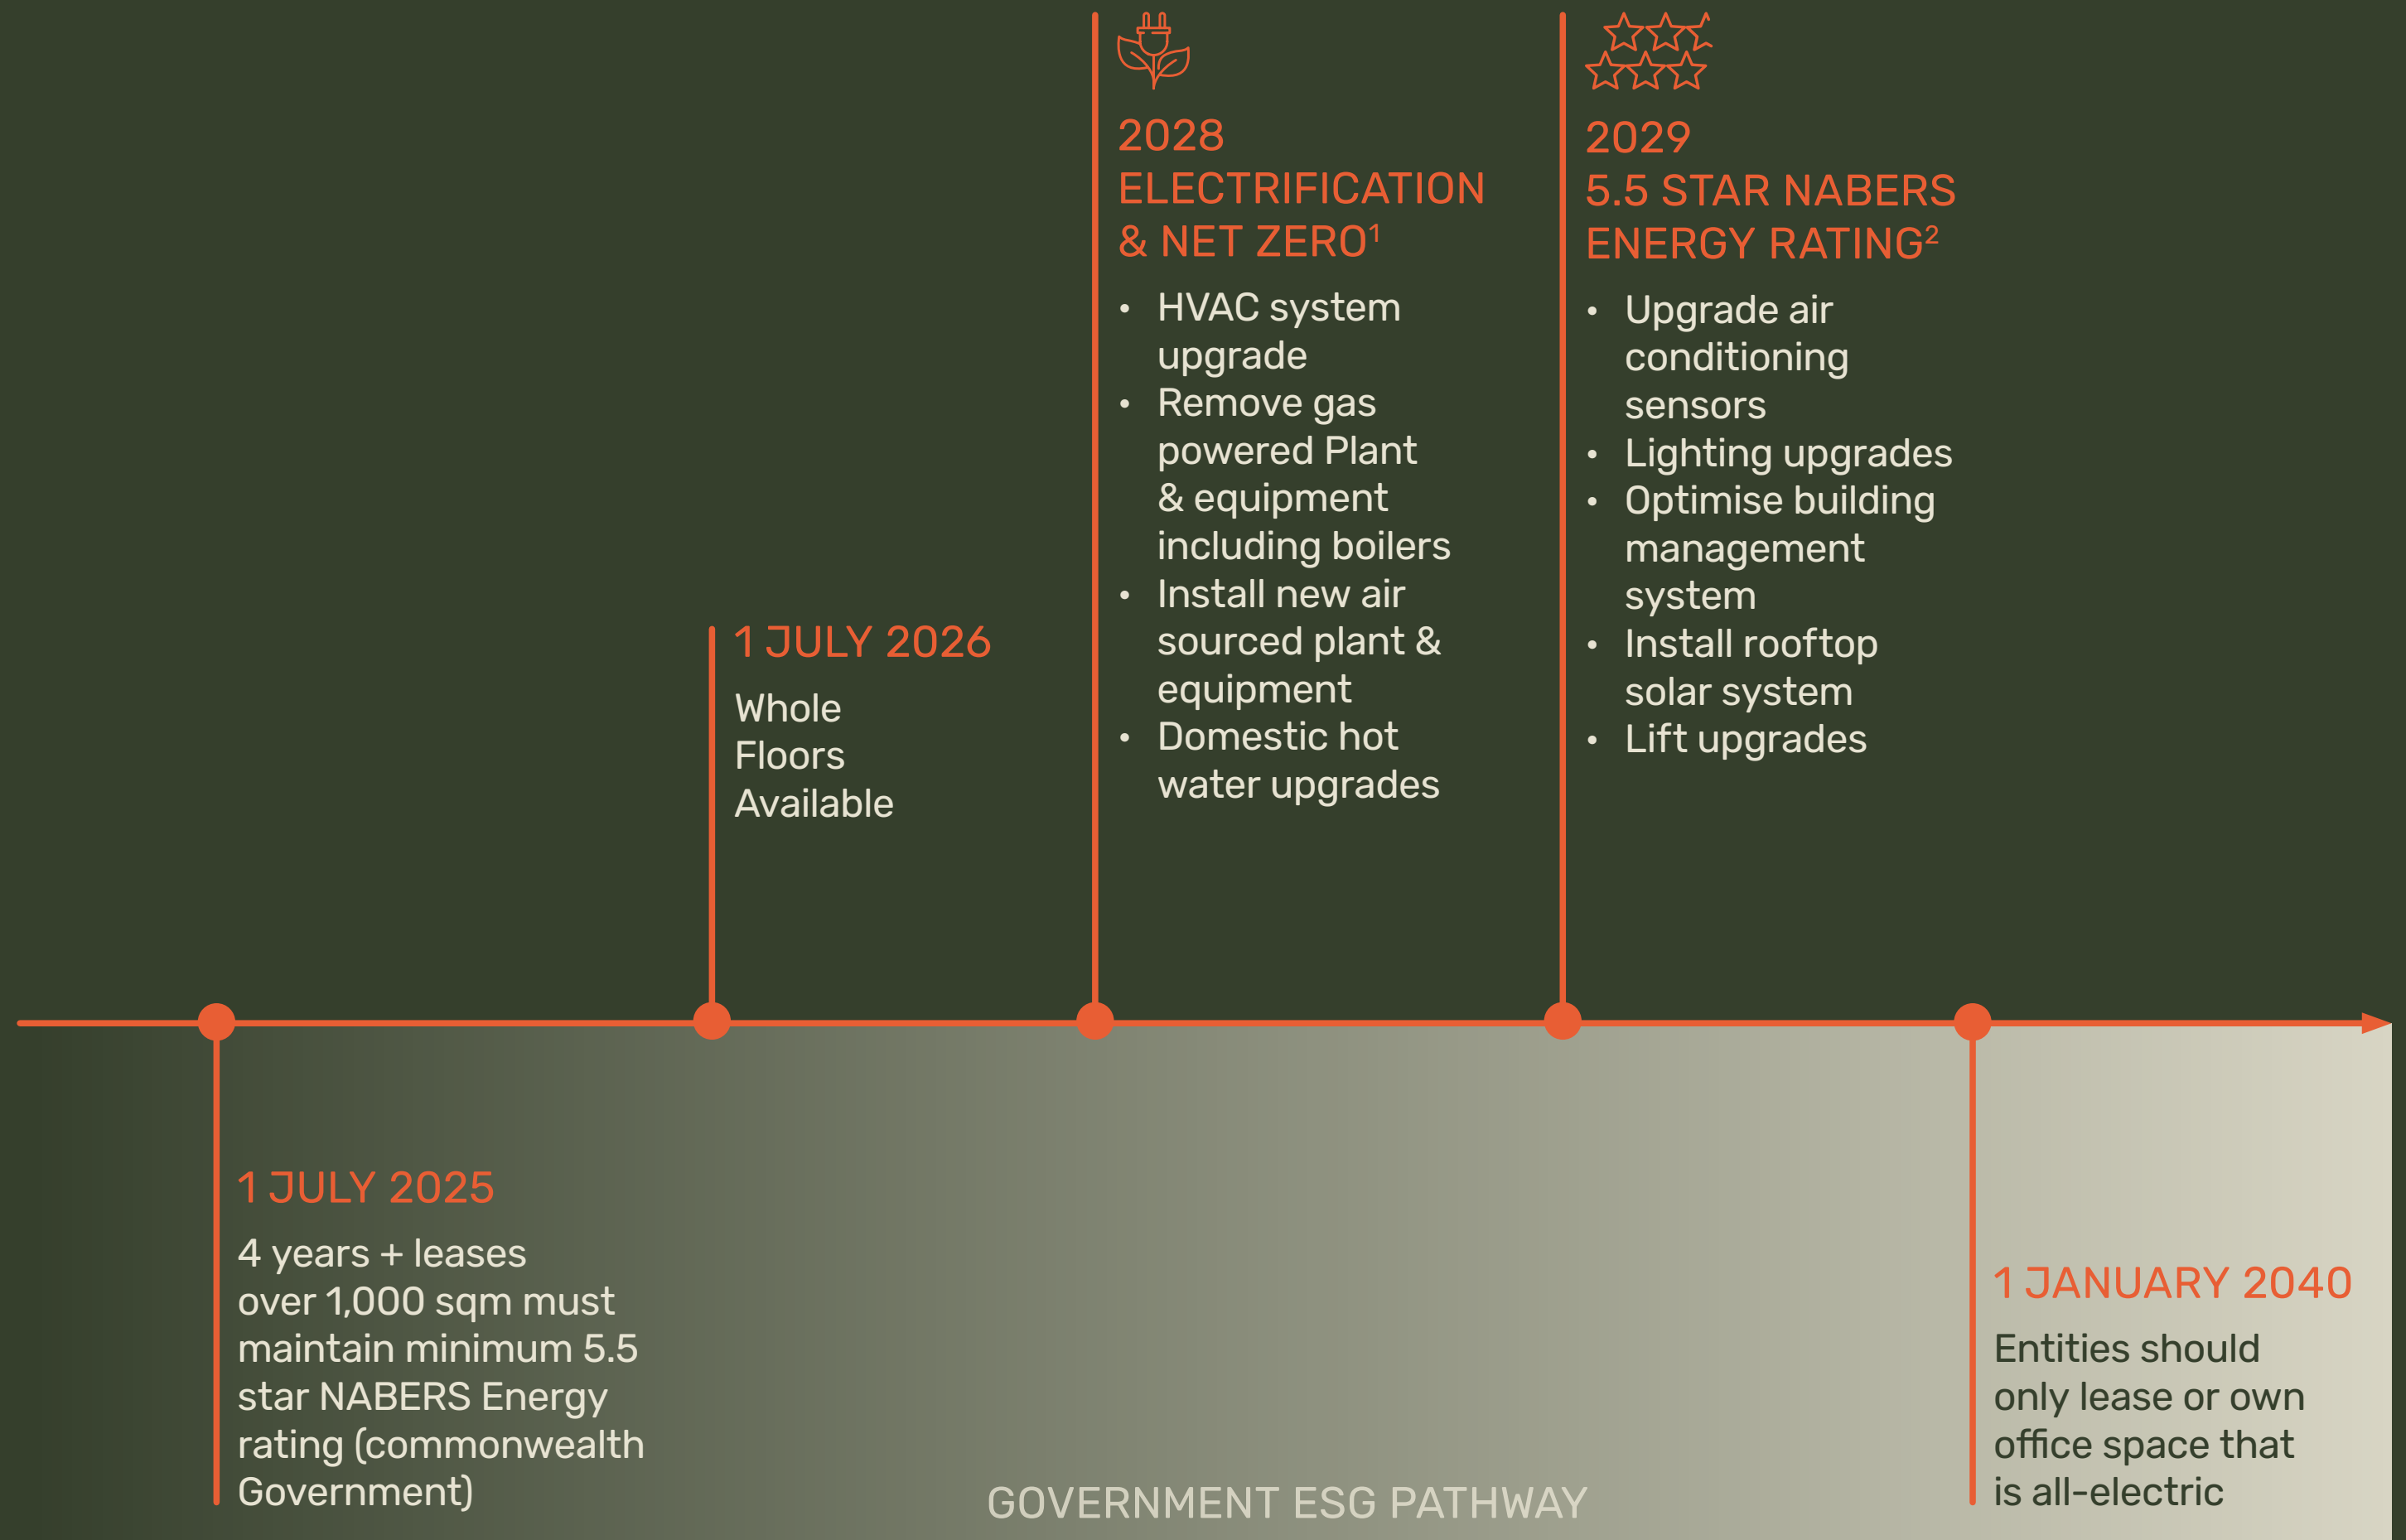 2028
ELECTRIFICATION
& NET ZERO¹
• HVAC system
upgrade
• Remove gas
powered Plant
& equipment
including boilers
• Install new air
sourced plant &
equipment
• Domestic hot
water upgrades
2029
5.5 STAR NABERS
ENERGY RATING²
• Upgrade air
conditioning
sensors
• Lighting upgrades
• Optimise building
management
system
• Install rooftop
solar system
• Lift upgrades
1 JULY 2026
Whole
Floors
Available
1 JULY 2025
4 years + leases
over 1,000 sqm must
maintain minimum 5.5
star NABERS Energy
rating (commonwealth
Government)
GOVERNMENT ESG PATHWAY
1 JANUARY 2040
Entities should
only lease or own
office space that
is all-electric